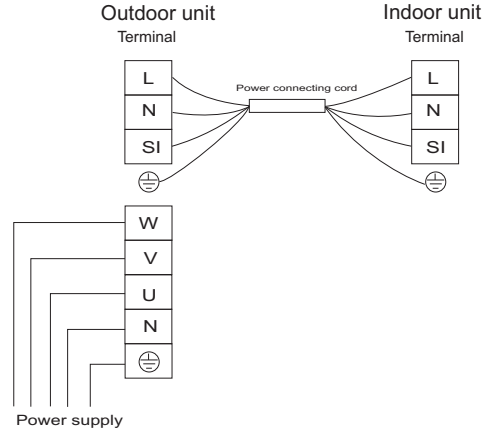 Outdoor unit
Indoor unit
Terminal
Terminal
Power connecting cord
L
L
N
N
SI
SI
W
V
U
N
Power supply